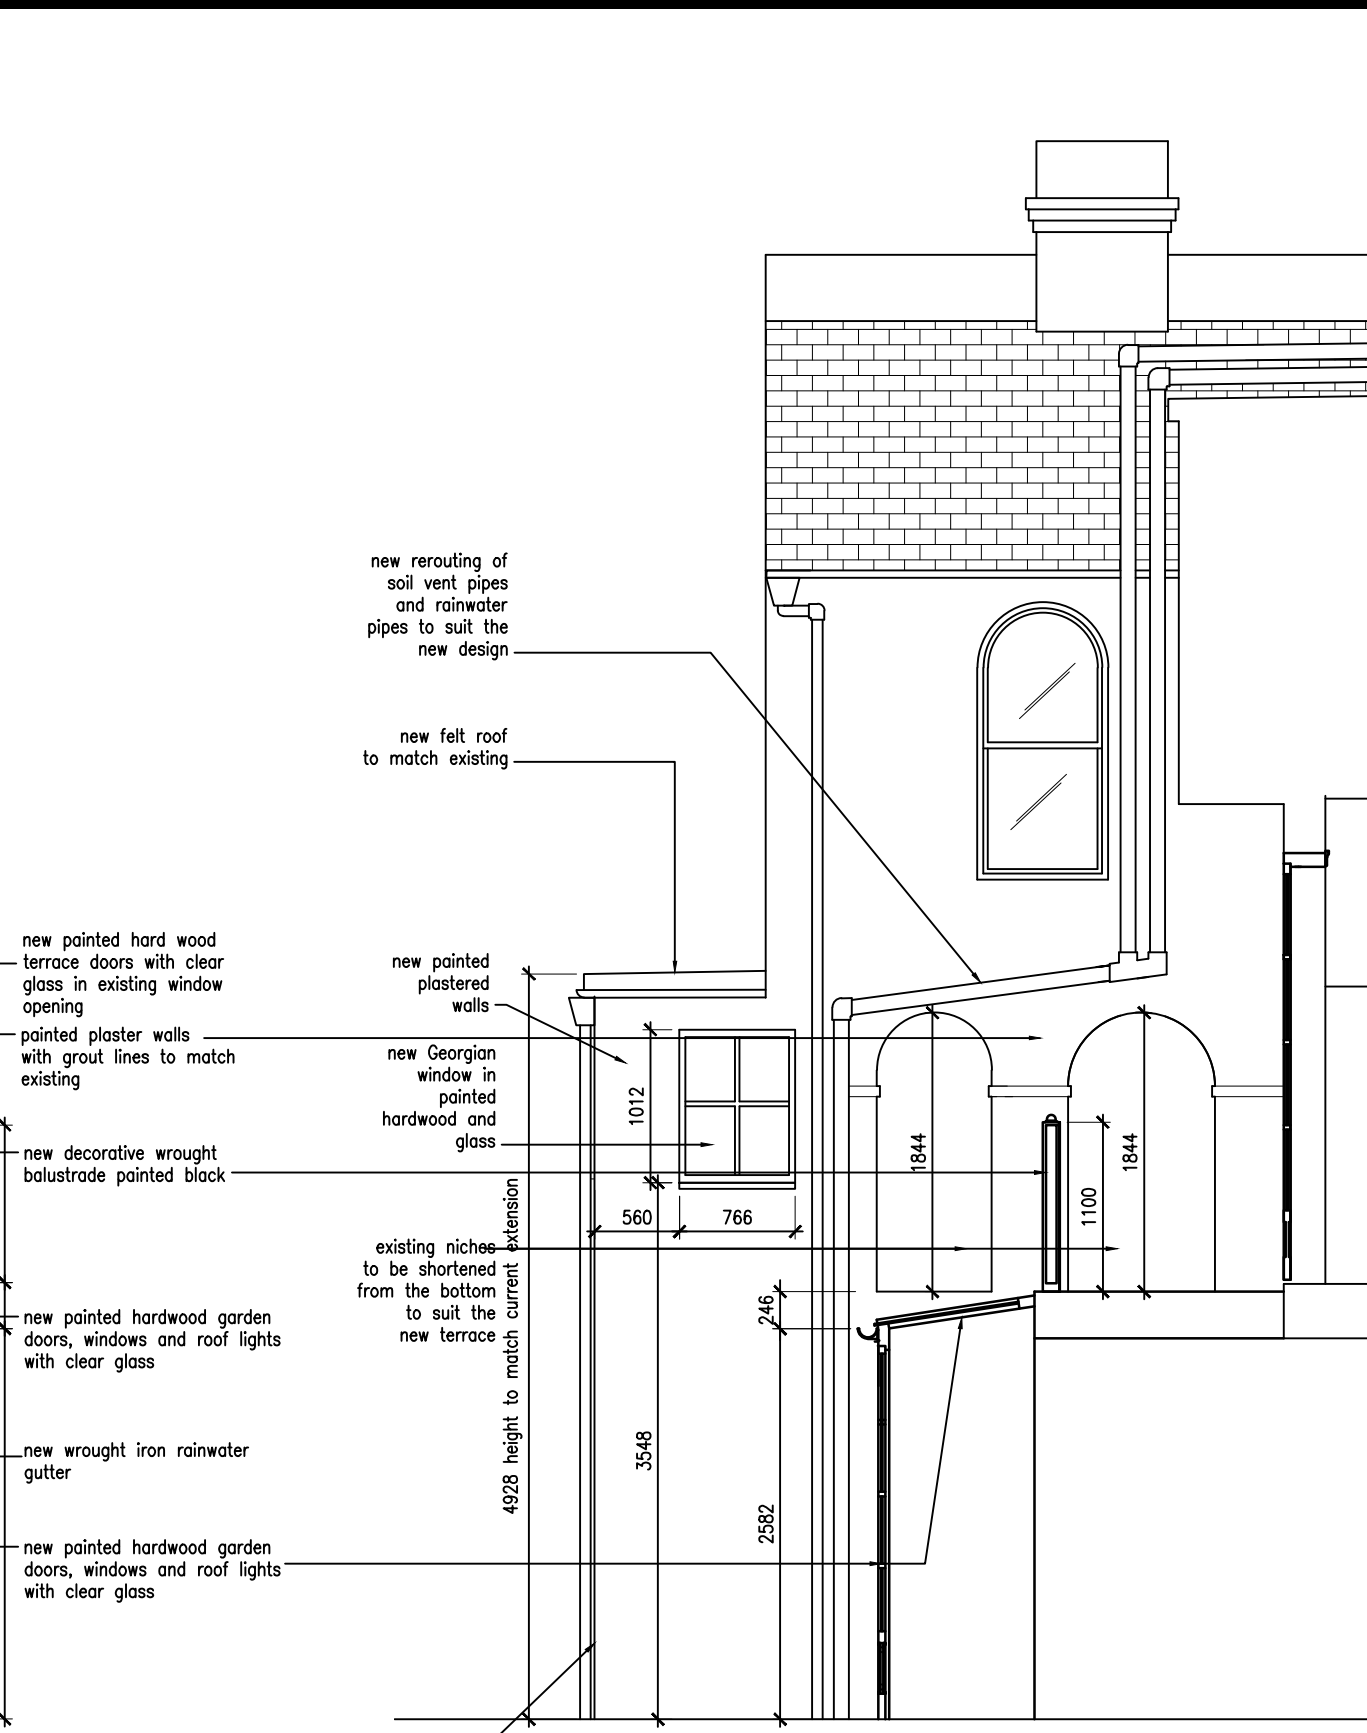 new rerouting of
soil vent pipes
and rainwater
pipes to suit the
new design
new felt roof
to match existing
new painted hard wood
terrace doors with clear
glass in existing window
opening
painted plaster walls
with grout lines to match
existing
new painted
plastered
walls
new Georgian
window in
painted
hardwood and
glass
new decorative wrought
balustrade painted black
existing niches
to be shortened
from the bottom
to suit the
new terrace
new painted hardwood garden
doors, windows and roof lights
with clear glass
new wrought iron rainwater
gutter
new painted hardwood garden
doors, windows and roof lights
with clear glass
4928 height to match current extension
1012
560
766
3548
246
2582
1844
1100
1844